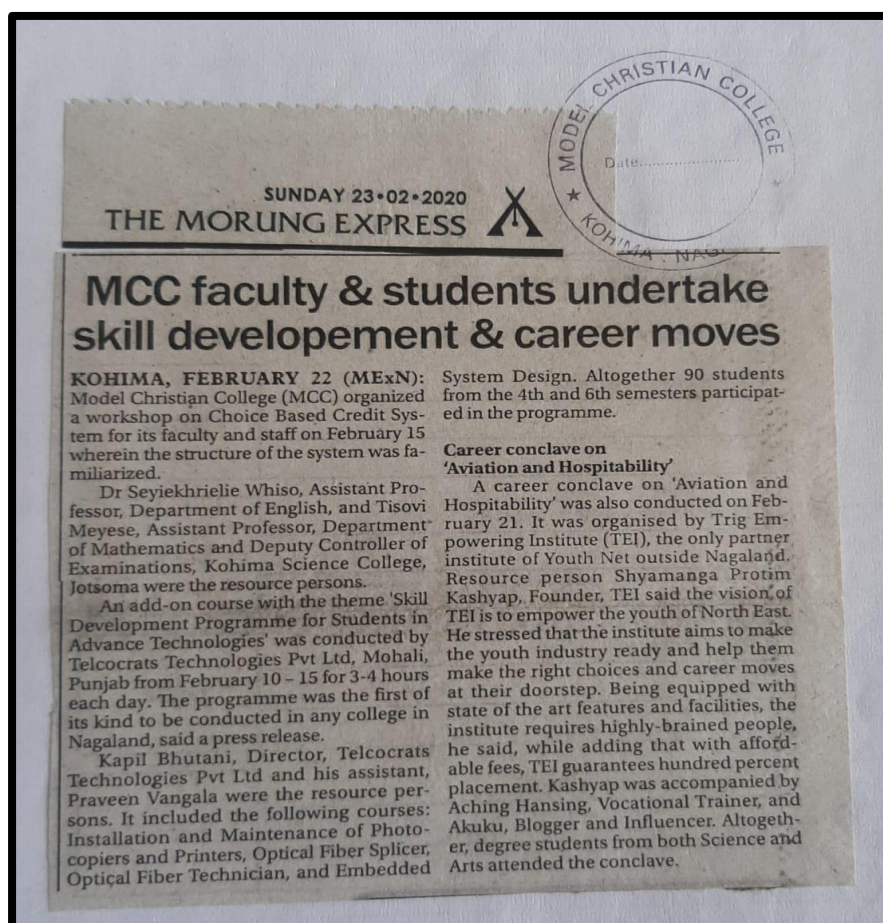 MODEL CHRISTIAN COLLEGE
Date
KOHIMA : NAG
SUNDAY 23•02•2020
THE MORUNG EXPRESS
MCC faculty & students undertake
skill developement & career moves
KOHIMA, FEBRUARY 22 (MExN):
Model Christian College (MCC) organized
a workshop on Choice Based Credit Sys-
tem for its faculty and staff on February 15
wherein the structure of the system was fa-
miliarized.
Dr Seyiekhrielie Whiso, Assistant Pro-
fessor, Department of English, and Tisovi
Meyese, Assistant Professor, Department
of Mathematics and Deputy Controller of
Examinations, Kohima Science College,
Jotsoma were the resource persons.
An add-on course with the theme 'Skill
Development Programme for Students in
Advance Technologies' was conducted by
Telcocrats Technologies Pvt Ltd, Mohali,
Punjab from February 10 – 15 for 3-4 hours
each day. The programme was the first of
its kind to be conducted in any college in
Nagaland, said a press release.
Kapil Bhutani, Director, Telcocrats
Technologies Pvt Ltd and his assistant,
Praveen Vangala were the resource per-
sons. It included the following courses:
Installation and Maintenance of Photo-
copiers and Printers, Optical Fiber Splicer,
Optical Fiber Technician, and Embedded
System Design. Altogether 90 students
from the 4th and 6th semesters participat-
ed in the programme.
Career conclave on
'Aviation and Hospitability'
A career conclave on 'Aviation and
Hospitability' was also conducted on Feb-
ruary 21. It was organised by Trig Em-
powering Institute (TEI), the only partner
institute of Youth Net outside Nagaland.
Resource person Shyamanga Protim
Kashyap, Founder, TEI said the vision of
TEI is to empower the youth of North East.
He stressed that the institute aims to make
the youth industry ready and help them
make the right choices and career moves
at their doorstep. Being equipped with
state of the art features and facilities, the
institute requires highly-brained people,
he said, while adding that with afford-
able fees, TEI guarantees hundred percent
placement. Kashyap was accompanied by
Aching Hansing, Vocational Trainer, and
Akuku, Blogger and Influencer. Altogeth-
er, degree students from both Science and
Arts attended the conclave.